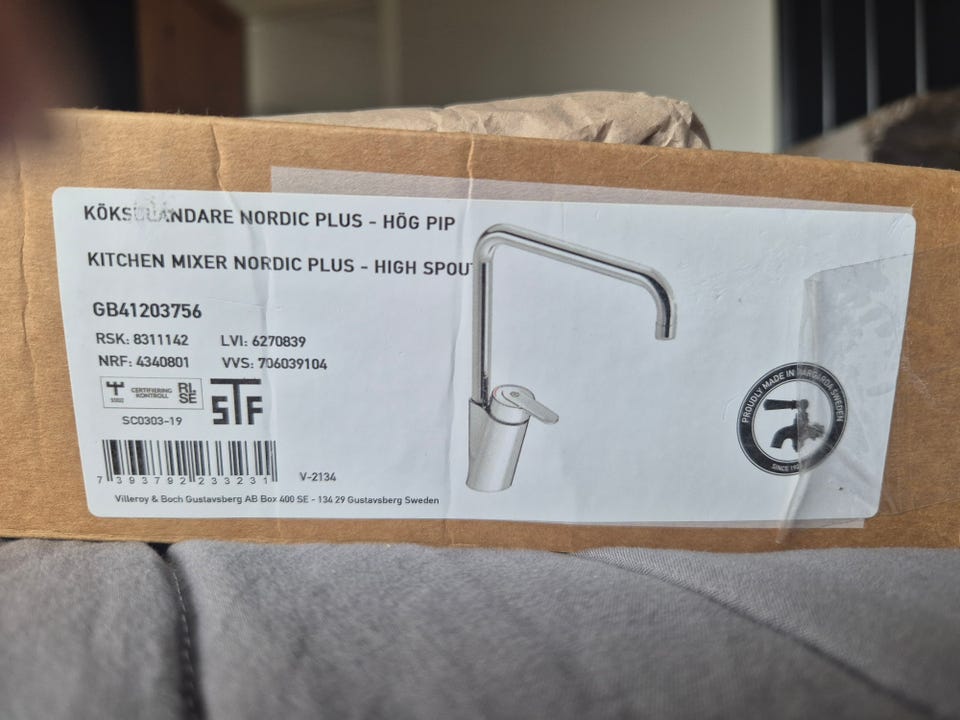 KÖKSBLANDARE NORDIC PLUS - HÖG PIP
KITCHEN MIXER NORDIC PLUS - HIGH SPOUT
GB41203756
RSK: 8311142 LVI: 6270839
NRF: 4340801 VVS: 706039104
CERTIFIERING
KONTROLL
RI.
SE
STF
SC0303-19
7 393792 233231
V-2134
Villeroy & Boch Gustavsberg AB Box 400 SE - 134 29 Gustavsberg Sweden
PROUDLY MADE IN VARGARDA SWEDEN
SINCE